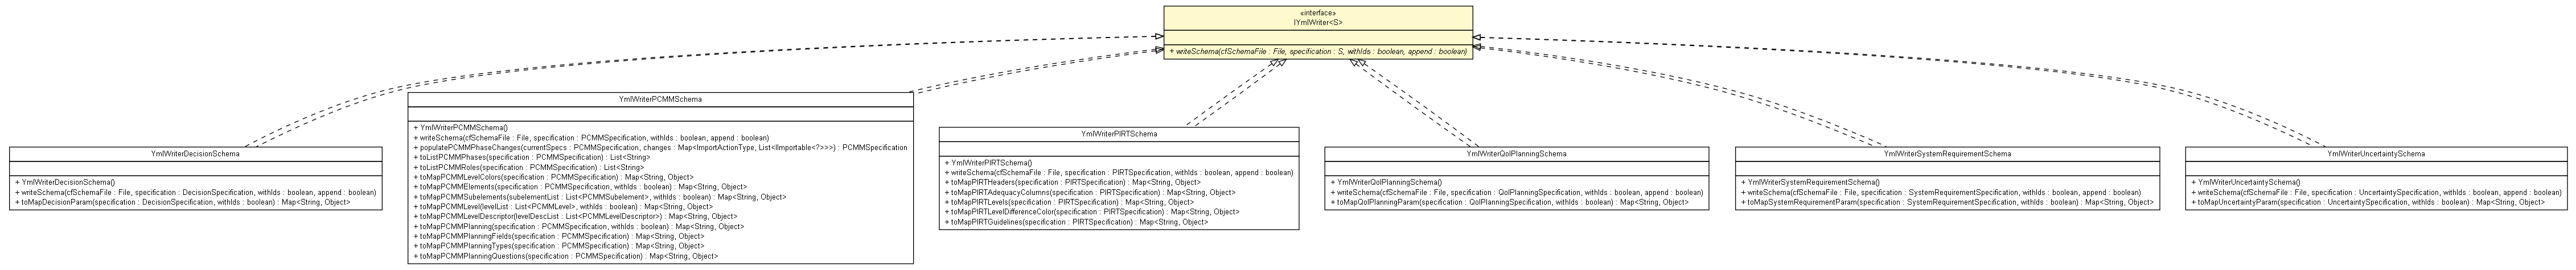 «interface»
IYmlWriter<S>
+ writeSchema(cfSchemaFile : File, specification : S, withIds : boolean, append : boolean)
YmlWriterDecisionSchema
+ YmlWriterDecisionSchema()
+ writeSchema(cfSchemaFile : File, specification : DecisionSpecification, withIds : boolean, append : boolean)
+ toMapDecisionParam(specification : DecisionSpecification, withIds : boolean) : Map<String, Object>
YmlWriterPCMMSchema
+ YmlWriterPCMMSchema()
+ writeSchema(cfSchemaFile : File, specification : PCMMSpecification, withIds : boolean, append : boolean)
+ populatePCMMPhaseChanges(currentSpecs : PCMMSpecification, changes : Map<ImportActionType, List<IImportable<?>>>) : PCMMSpecification
+ toListPCMMPhases(specification : PCMMSpecification) : List<String>
+ toListPCMMRoles(specification : PCMMSpecification) : List<String>
+ toMapPCMMLevelColors(specification : PCMMSpecification) : Map<String, Object>
+ toMapPCMMElements(specification : PCMMSpecification, withIds : boolean) : Map<String, Object>
+ toMapPCMMSubelements(subelementList : List<PCMMSubelement>, withIds : boolean) : Map<String, Object>
+ toMapPCMMLevel(levelList : List<PCMMLevel>, withIds : boolean) : Map<String, Object>
+ toMapPCMMLevelDescriptor(levelDescList : List<PCMMLevelDescriptor>) : Map<String, Object>
+ toMapPCMMPlanning(specification : PCMMSpecification, withIds : boolean) : Map<String, Object>
+ toMapPCMMPlanningFields(specification : PCMMSpecification) : Map<String, Object>
+ toMapPCMMPlanningTypes(specification : PCMMSpecification) : Map<String, Object>
+ toMapPCMMPlanningQuestions(specification : PCMMSpecification) : Map<String, Object>
YmlWriterPIRTSchema
+ YmlWriterPIRTSchema()
+ writeSchema(cfSchemaFile : File, specification : PIRTSpecification, withIds : boolean, append : boolean)
+ toMapPIRTHeaders(specification : PIRTSpecification) : Map<String, Object>
+ toMapPIRTAdequacyColumns(specification : PIRTSpecification) : Map<String, Object>
+ toMapPIRTLevels(specification : PIRTSpecification) : Map<String, Object>
+ toMapPIRTLevelDifferenceColor(specification : PIRTSpecification) : Map<String, Object>
+ toMapPIRTGuidelines(specification : PIRTSpecification) : Map<String, Object>
YmlWriterQoIPlanningSchema
+ YmlWriterQoIPlanningSchema()
+ writeSchema(cfSchemaFile : File, specification : QoIPlanningSpecification, withIds : boolean, append : boolean)
+ toMapQoIPlanningParam(specification : QoIPlanningSpecification, withIds : boolean) : Map<String, Object>
YmlWriterSystemRequirementSchema
+ YmlWriterSystemRequirementSchema()
+ writeSchema(cfSchemaFile : File, specification : SystemRequirementSpecification, withIds : boolean, append : boolean)
+ toMapSystemRequirementParam(specification : SystemRequirementSpecification, withIds : boolean) : Map<String, Object>
YmlWriterUncertaintySchema
+ YmlWriterUncertaintySchema()
+ writeSchema(cfSchemaFile : File, specification : UncertaintySpecification, withIds : boolean, append : boolean)
+ toMapUncertaintyParam(specification : UncertaintySpecification, withIds : boolean) : Map<String, Object>